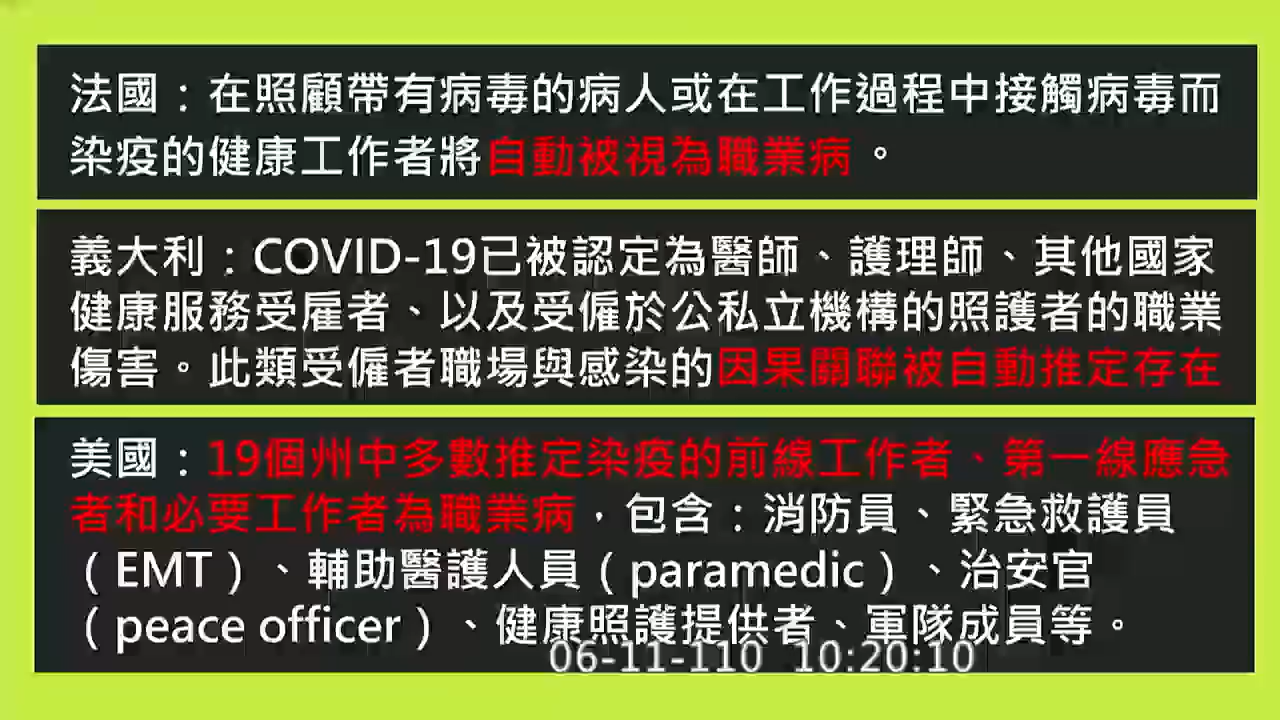 法國：在照顧帶有病毒的病人或在工作過程中接觸病毒而
染疫的健康工作者將自動被視為職業病。
義大利：COVID-19已被認定為醫師、護理師、其他國家
健康服務受雇者、以及受僱於公私立機構的照護者的職業
傷害。此類受僱者職場與感染的因果關聯被自動推定存在
美國：19個州中多數推定染疫的前線工作者、第一線應急
者和必要工作者為職業病，包含：消防員、緊急救護員
（EMT）、輔助醫護人員（paramedic）、治安官
（peace officer）、健康照護提供者、軍隊成員等。
06-11-110 10:20:10